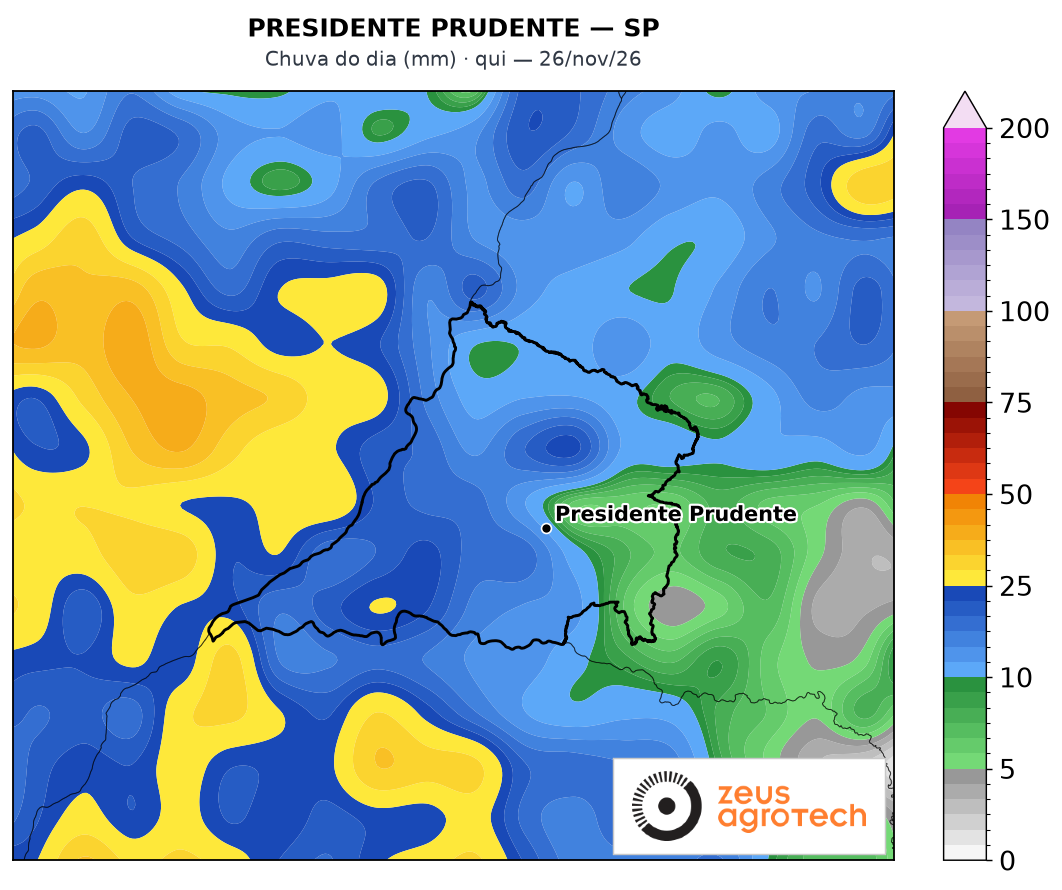 PRESIDENTE PRUDENTE — SP
Chuva do dia (mm) · qui — 26/nov/26
200
150
100
75
50
25
10
5
0
Presidente Prudente
zeus
agrotech